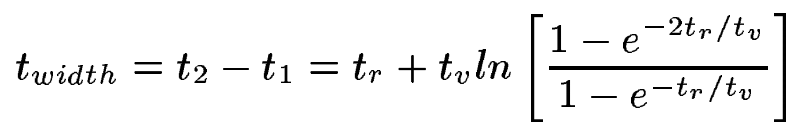 t_{width} = t_2 - t_1 = t_r + t_v ln \left[ \frac{1 - e^{-2t_r/t_v}}{1 - e^{-t_r/t_v}} \right]